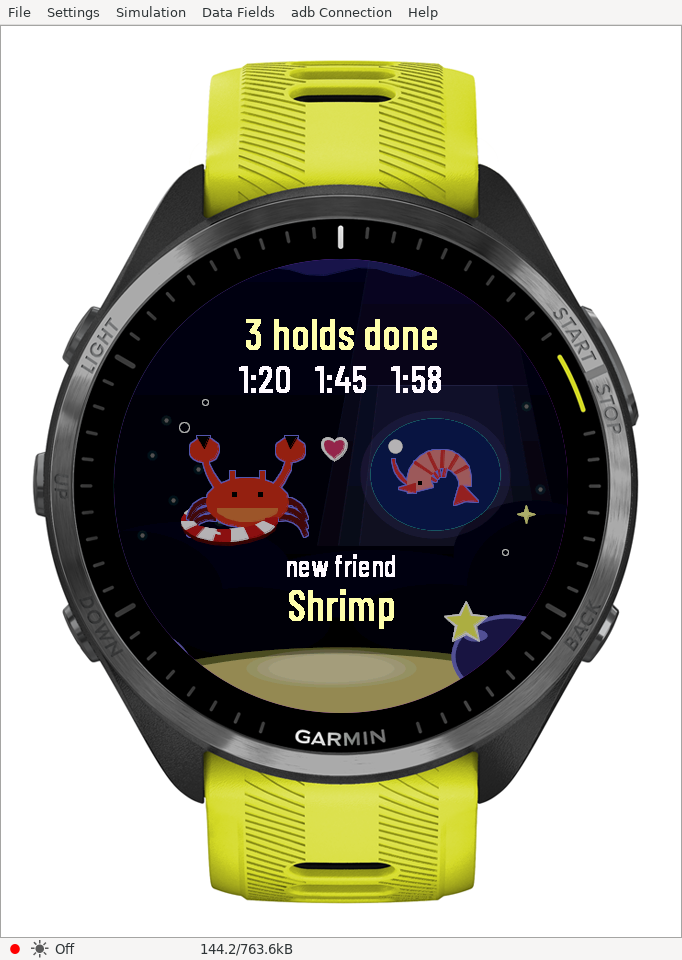 File Settings Simulation Data Fields adb Connection Help
LIGHT
START
STOP
UP
DOWN
BACK
3 holds done
1:20 1:45 1:58
new friend
Shrimp
GARMIN
Off 144.2/763.6kB